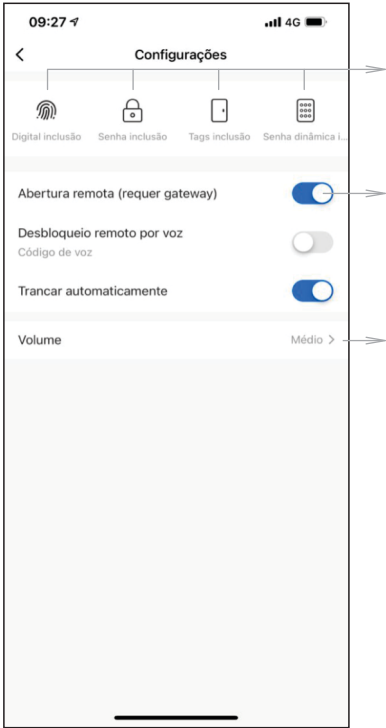 09:27
4G
Configurações
Digital inclusão
Senha inclusão
Tags inclusão
Senha dinâmica i...
Abertura remota (requer gateway)
Desbloqueio remoto por voz
Código de voz
Trancar automaticamente
Volume
Médio